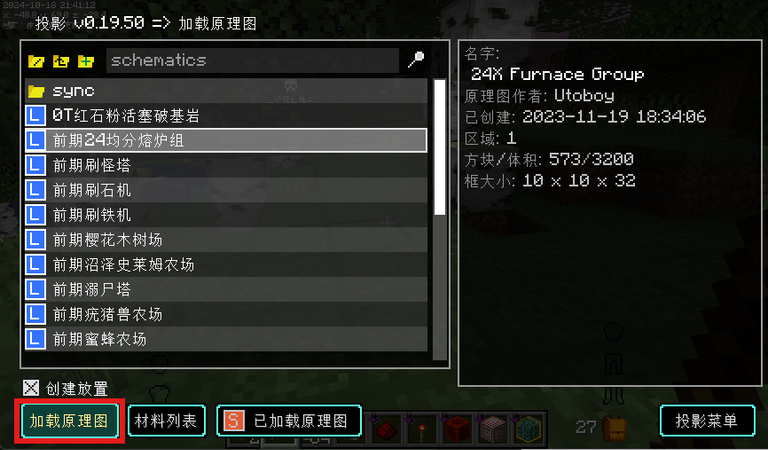 2024-10-18 21:41:12
投影 v0.19.50 => 加载原理图
schematics
sync
0T红石粉活塞破基岩
前期24均分熔炉组
前期刷怪塔
前期刷石机
前期刷铁机
前期樱花木树场
前期沼泽史莱姆农场
前期溺尸塔
前期疣猪兽农场
前期蜜蜂农场
名字:
24X Furnace Group
原理图作者: Utoboy
已创建: 2023-11-19 18:34:06
区域: 1
方块/体积: 573/3200
框大小: 10 x 10 x 32
创建放置
加载原理图
材料列表
S 已加载原理图
27
投影菜单